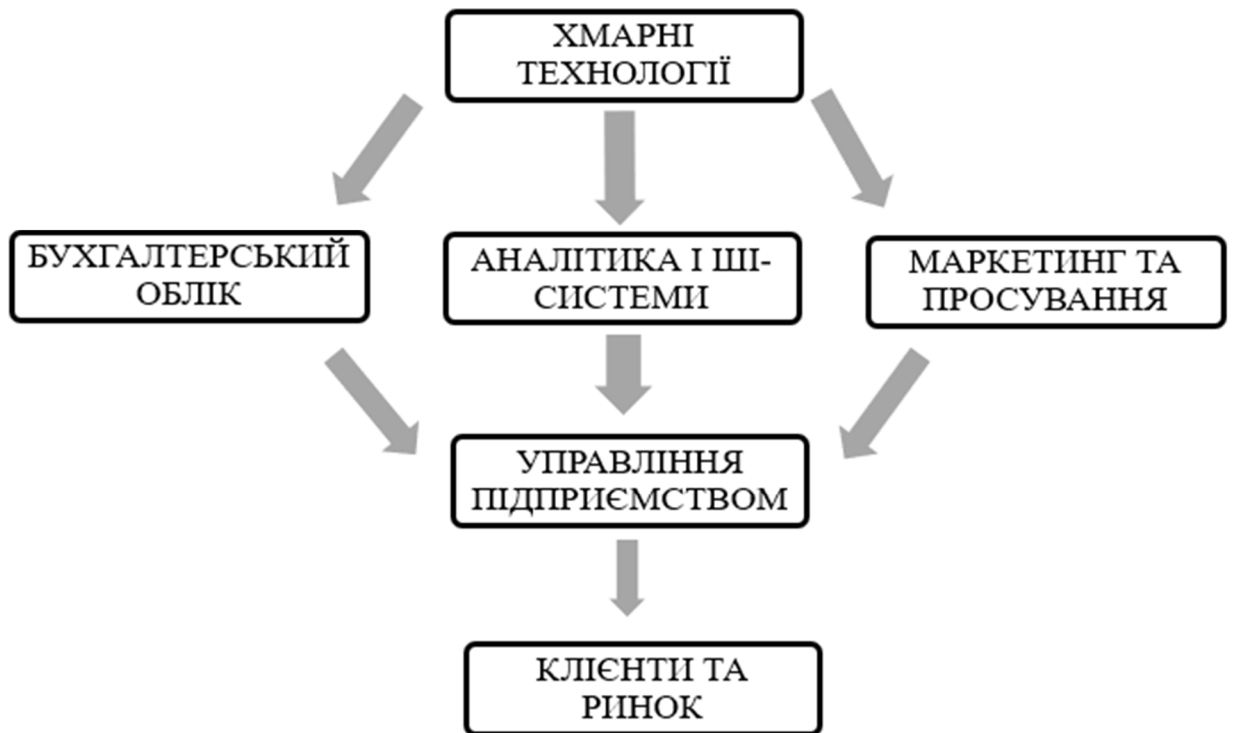 ХМАРНІ
ТЕХНОЛОГІЇ
БУХГАЛТЕРСЬКИЙ
ОБЛІК
АНАЛІТИКА І ШІ-
СИСТЕМИ
МАРКЕТИНГ ТА
ПРОСУВАННЯ
УПРАВЛІННЯ
ПІДПРИЄМСТВОМ
КЛІЄНТИ ТА
РИНОК